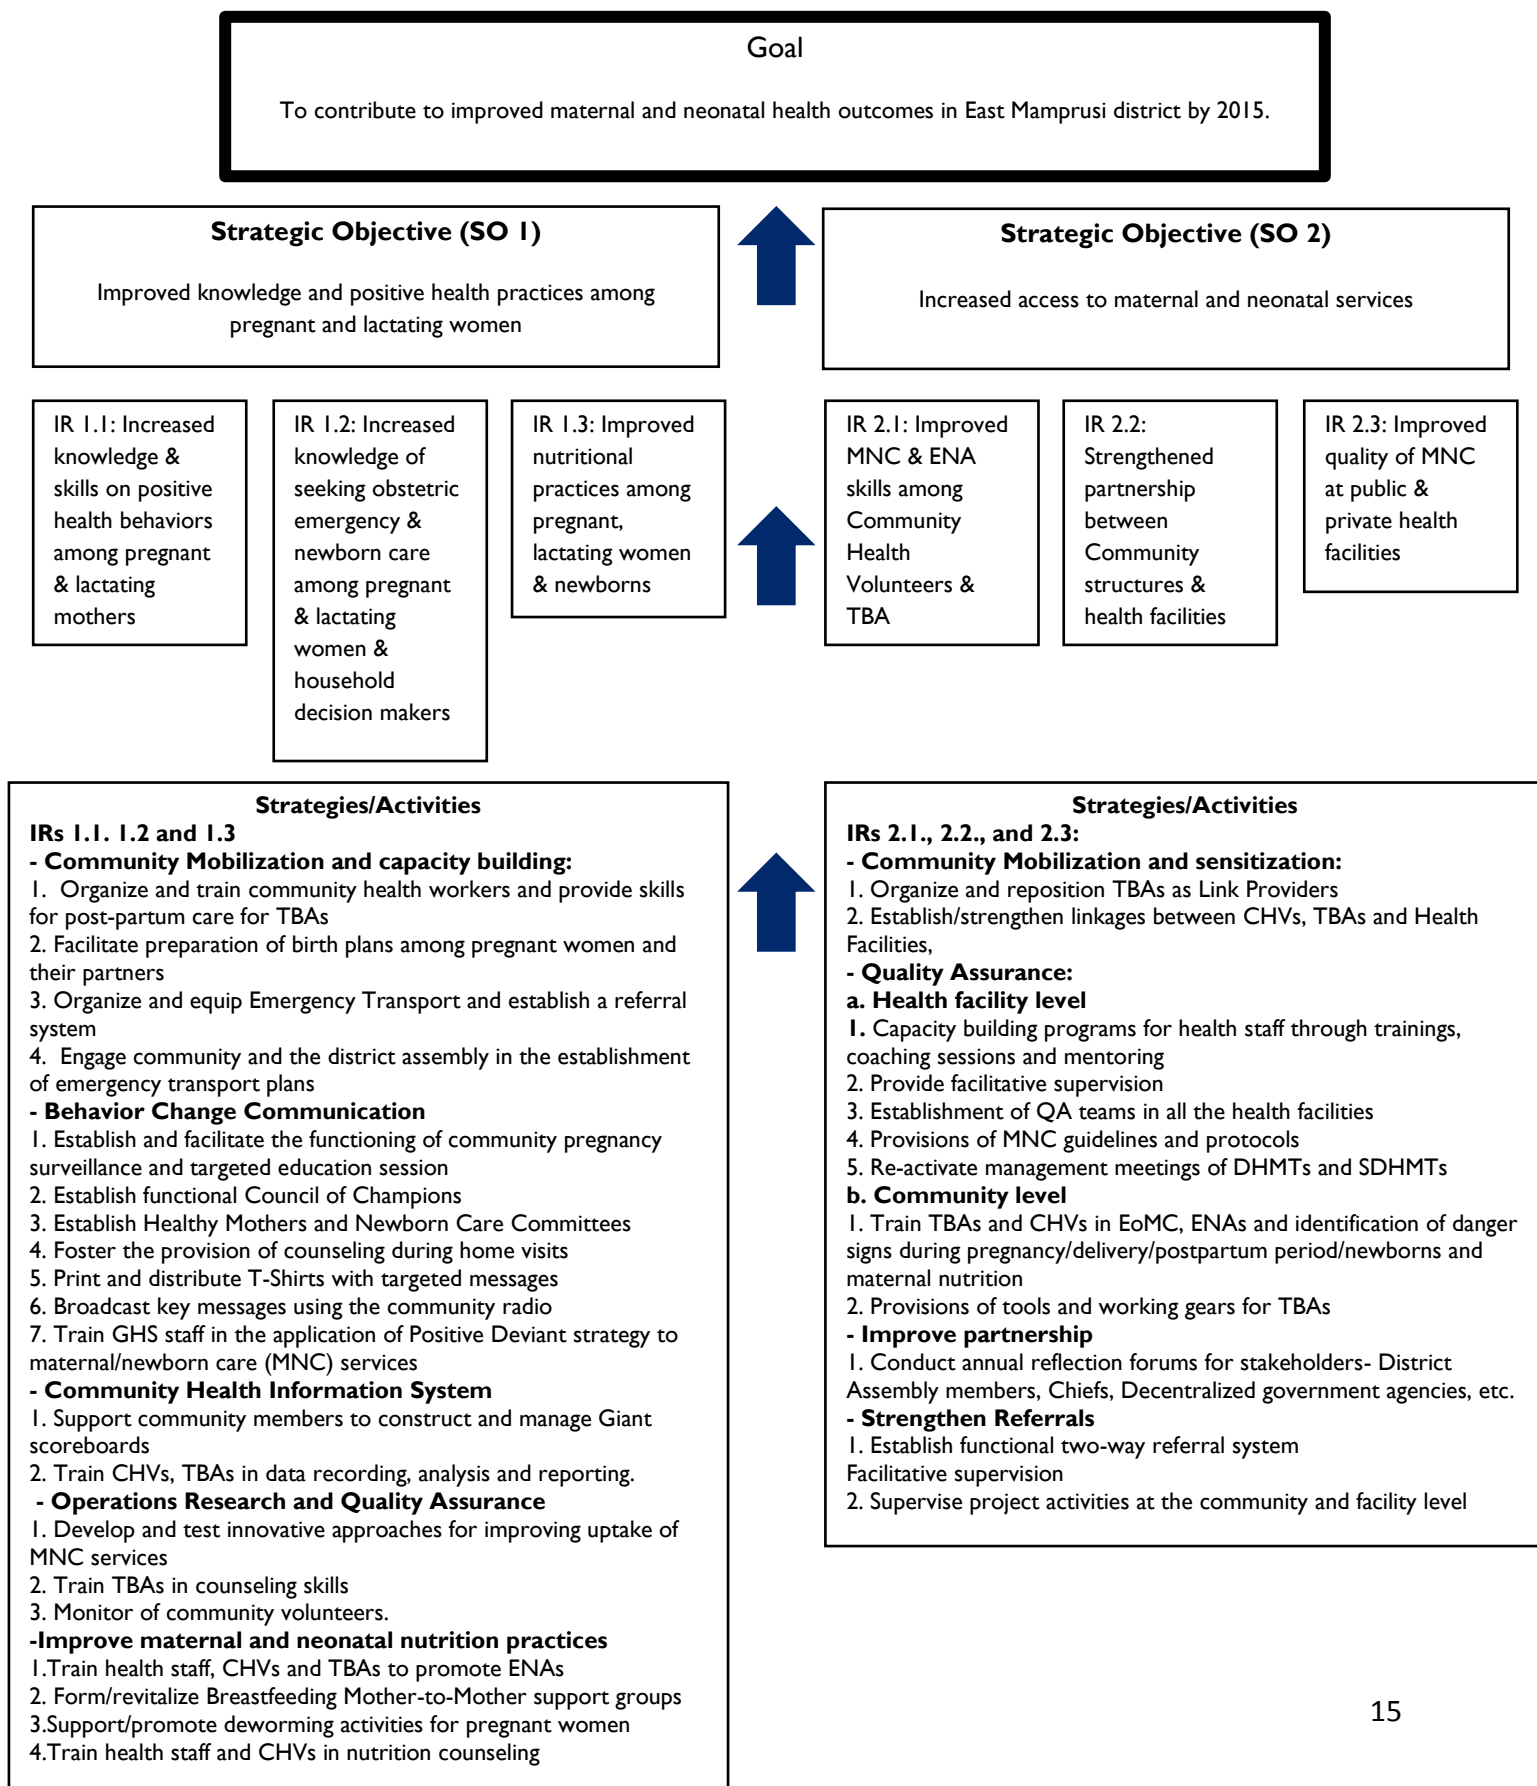 Goal
To contribute to improved maternal and neonatal health outcomes in East Mamprusi district by 2015.
Strategic Objective (SO 1)
Improved knowledge and positive health practices among
pregnant and lactating women
Strategic Objective (SO 2)
Increased access to maternal and neonatal services
IR 1.1: Increased
knowledge &
skills on positive
health behaviors
among pregnant
& lactating
mothers
IR 1.2: Increased
knowledge of
seeking obstetric
emergency &
newborn care
among pregnant
& lactating
women &
household
decision makers
IR 1.3: Improved
nutritional
practices among
pregnant,
lactating women
& newborns
IR 2.1: Improved
MNC & ENA
skills among
Community
Health
Volunteers &
TBA
IR 2.2:
Strengthened
partnership
between
Community
structures &
health facilities
IR 2.3: Improved
quality of MNC
at public &
private health
facilities
Strategies/Activities
IRs 1.1. 1.2 and 1.3
- Community Mobilization and capacity building:
1. Organize and train community health workers and provide skills
for post-partum care for TBAs
2. Facilitate preparation of birth plans among pregnant women and
their partners
3. Organize and equip Emergency Transport and establish a referral
system
4. Engage community and the district assembly in the establishment
of emergency transport plans
- Behavior Change Communication
1. Establish and facilitate the functioning of community pregnancy
surveillance and targeted education session
2. Establish functional Council of Champions
3. Establish Healthy Mothers and Newborn Care Committees
4. Foster the provision of counseling during home visits
5. Print and distribute T-Shirts with targeted messages
6. Broadcast key messages using the community radio
7. Train GHS staff in the application of Positive Deviant strategy to
maternal/newborn care (MNC) services
- Community Health Information System
1. Support community members to construct and manage Giant
scoreboards
2. Train CHVs, TBAs in data recording, analysis and reporting.
- Operations Research and Quality Assurance
1. Develop and test innovative approaches for improving uptake of
MNC services
2. Train TBAs in counseling skills
3. Monitor of community volunteers.
-Improve maternal and neonatal nutrition practices
1.Train health staff, CHVs and TBAs to promote ENAs
2. Form/revitalize Breastfeeding Mother-to-Mother support groups
3.Support/promote deworming activities for pregnant women
4.Train health staff and CHVs in nutrition counseling
Strategies/Activities
IRs 2.1., 2.2., and 2.3:
- Community Mobilization and sensitization:
1. Organize and reposition TBAs as Link Providers
2. Establish/strengthen linkages between CHVs, TBAs and Health
Facilities,
- Quality Assurance:
a. Health facility level
1. Capacity building programs for health staff through trainings,
coaching sessions and mentoring
2. Provide facilitative supervision
3. Establishment of QA teams in all the health facilities
4. Provisions of MNC guidelines and protocols
5. Re-activate management meetings of DHMTs and SDHMTs
b. Community level
1. Train TBAs and CHVs in EoMC, ENAs and identification of danger
signs during pregnancy/delivery/postpartum period/newborns and
maternal nutrition
2. Provisions of tools and working gears for TBAs
- Improve partnership
1. Conduct annual reflection forums for stakeholders- District
Assembly members, Chiefs, Decentralized government agencies, etc.
- Strengthen Referrals
1. Establish functional two-way referral system
Facilitative supervision
2. Supervise project activities at the community and facility level
15